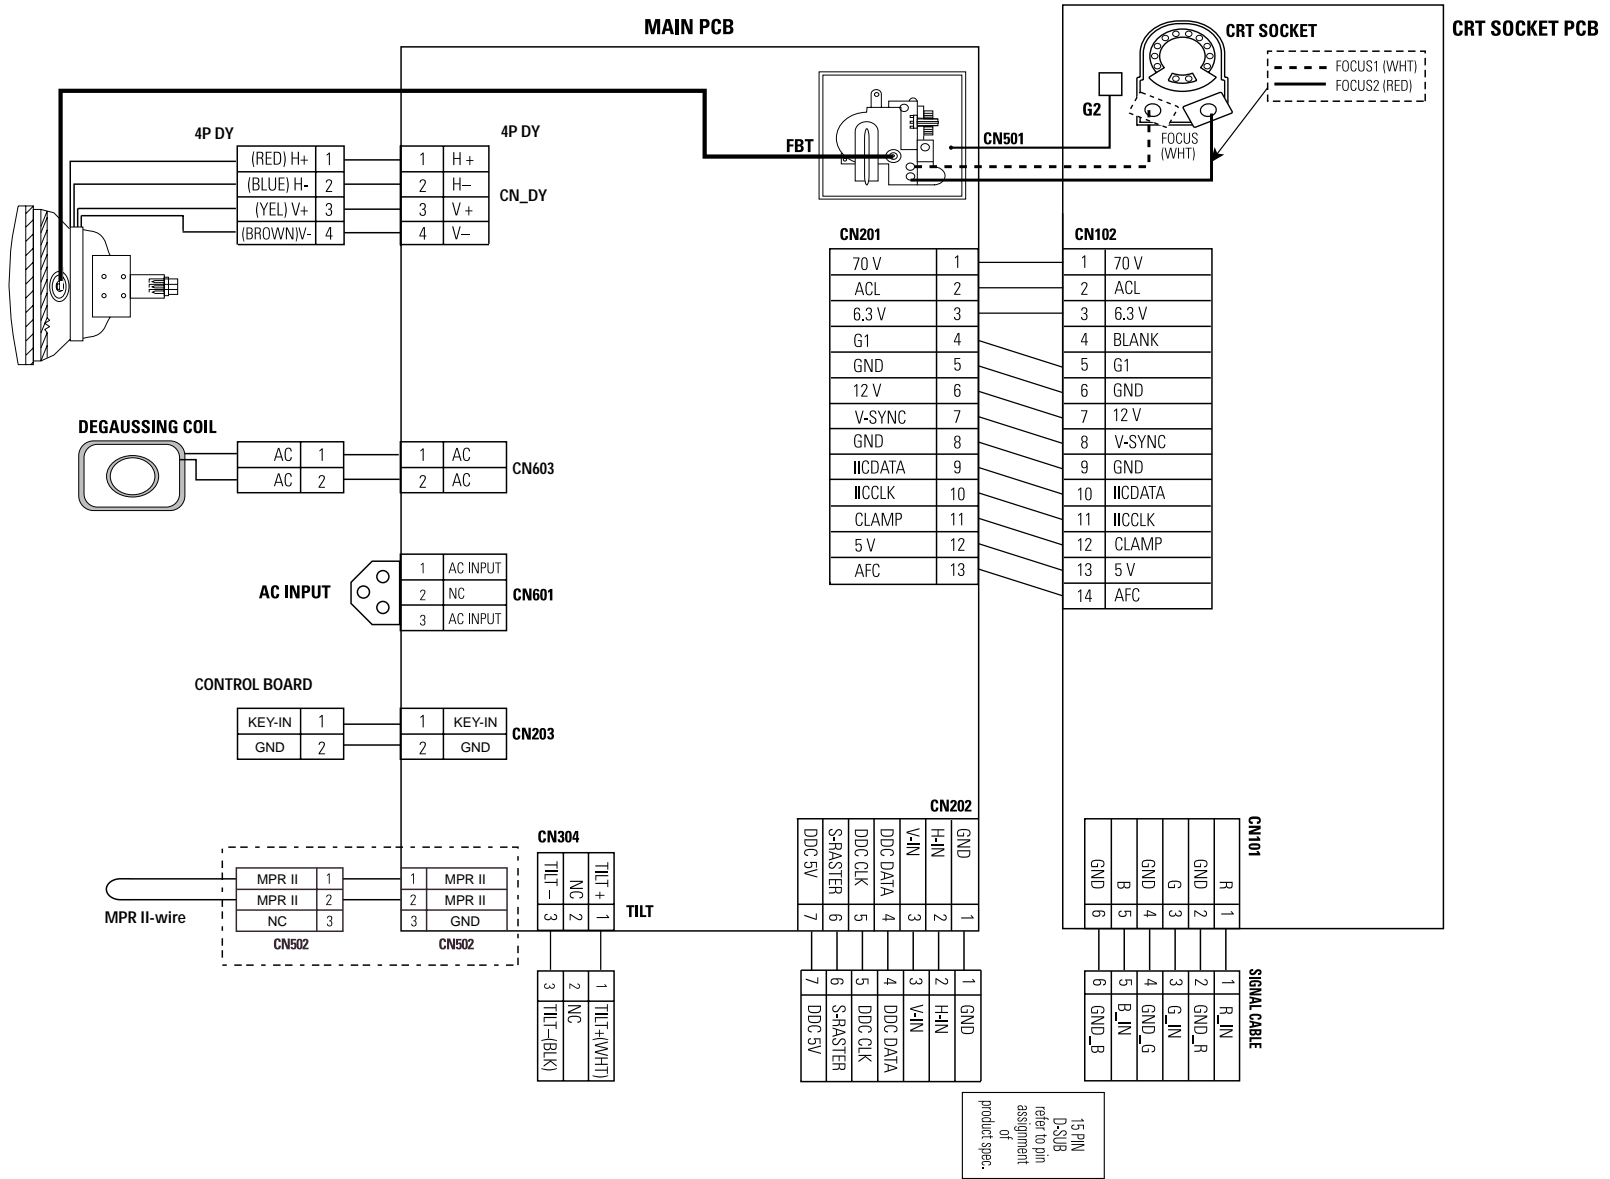 MAIN PCB
CRT SOCKET PCB
CRT SOCKET
FOCUS1 (WHT)
FOCUS2 (RED)
G2
FOCUS
(WHT)
FBT
CN501
4P DY
(RED) H+ 1
(BLUE) H- 2
(YEL) V+ 3
(BROWN)V- 4
4P DY
1 H +
2 H–
3 V +
4 V–
CN_DY
CN201
70 V 1
ACL 2
6.3 V 3
G1 4
GND 5
12 V 6
V-SYNC 7
GND 8
IICDATA 9
IICCLK 10
CLAMP 11
5 V 12
AFC 13
CN102
1 70 V
2 ACL
3 6.3 V
4 BLANK
5 G1
6 GND
7 12 V
8 V-SYNC
9 GND
10 IICDATA
11 IICCLK
12 CLAMP
13 5 V
14 AFC
DEGAUSSING COIL
AC 1
AC 2
1 AC
2 AC
CN603
AC INPUT
1 AC INPUT
2 NC
3 AC INPUT
CN601
CONTROL BOARD
KEY-IN 1
GND 2
1 KEY-IN
2 GND
CN203
MPR II-wire
MPR II 1
MPR II 2
NC 3
CN502
1 MPR II
2 MPR II
3 GND
CN502
CN304
TILT + 1
NC 2
TILT – 3
TILT
1 TILT+(WHT)
2 NC
3 TILT–(BLK)
CN202
GND 1
H-IN 2
V-IN 3
DDC DATA 4
DDC CLK 5
S-RASTER 6
DDC 5V 7
1 GND
2 H-IN
3 V-IN
4 DDC DATA
5 DDC CLK
6 S-RASTER
7 DDC 5V
CN101
R 1
GND 2
G 3
GND 4
B 5
GND 6
SIGNAL CABLE
1 R_IN
2 GND_R
3 G_IN
4 GND_G
5 B_IN
6 GND_B
15 PIN
D-SUB
refer to pin
assignment
of
product spec.